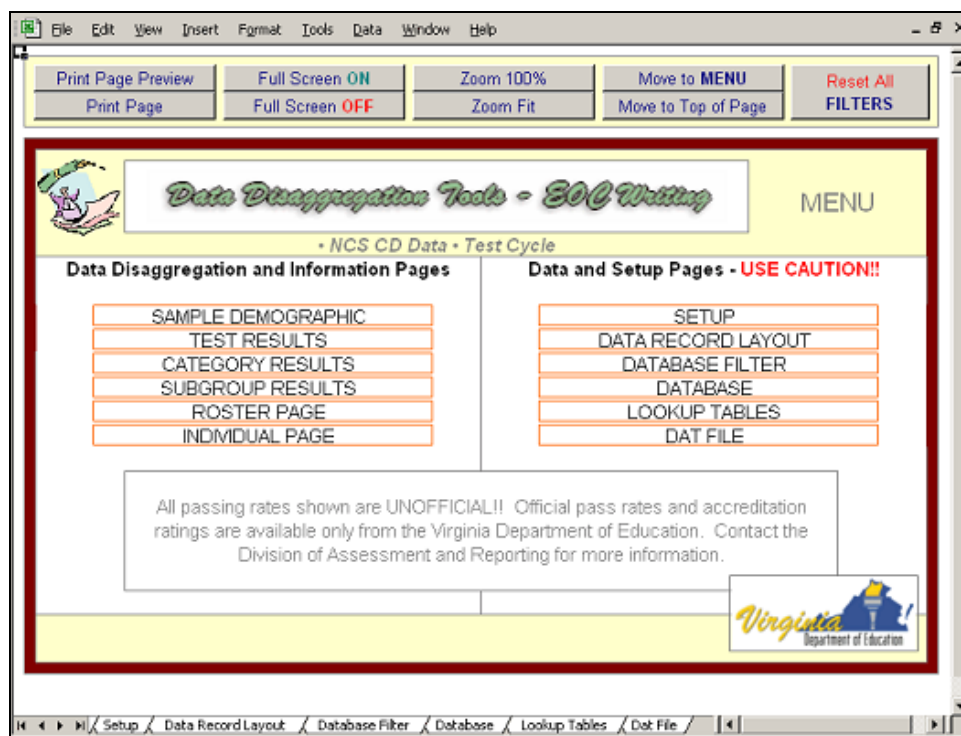 File Edit View Insert Format Tools Data Window Help
Print Page Preview Full Screen ON Zoom 100% Move to MENU Reset All
Print Page Full Screen OFF Zoom Fit Move to Top of Page FILTERS
Data Disaggregation Tools - EOC Writing MENU
• NCS CD Data • Test Cycle
Data Disaggregation and Information Pages
SAMPLE DEMOGRAPHIC
TEST RESULTS
CATEGORY RESULTS
SUBGROUP RESULTS
ROSTER PAGE
INDIVIDUAL PAGE
Data and Setup Pages - USE CAUTION!!
SETUP
DATA RECORD LAYOUT
DATABASE FILTER
DATABASE
LOOKUP TABLES
DAT FILE
All passing rates shown are UNOFFICIAL!! Official pass rates and accreditation
ratings are available only from the Virginia Department of Education. Contact the
Division of Assessment and Reporting for more information.
Virginia
Department of Education
Setup Data Record Layout Database Filter Database Lookup Tables Dat File